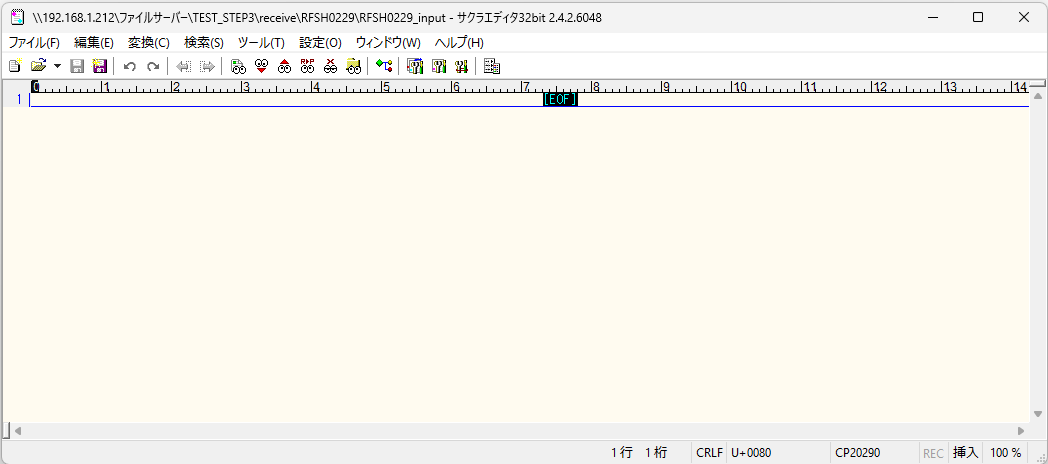 \\192.168.1.212\ファイルサーバー\TEST_STEP3\receive\RFSH0229\RFSH0229_input - サクラエディタ32bit 2.4.2.6048
ファイル(F) 編集(E) 変換(C) 検索(S) ツール(T) 設定(O) ウィンドウ(W) ヘルプ(H)
0 1 2 3 4 5 6 7 8 9 10 11 12 13 14
1 [EOF]
1 行 1 桁 CRLF U+0080 CP20290 REC 挿入 100 %